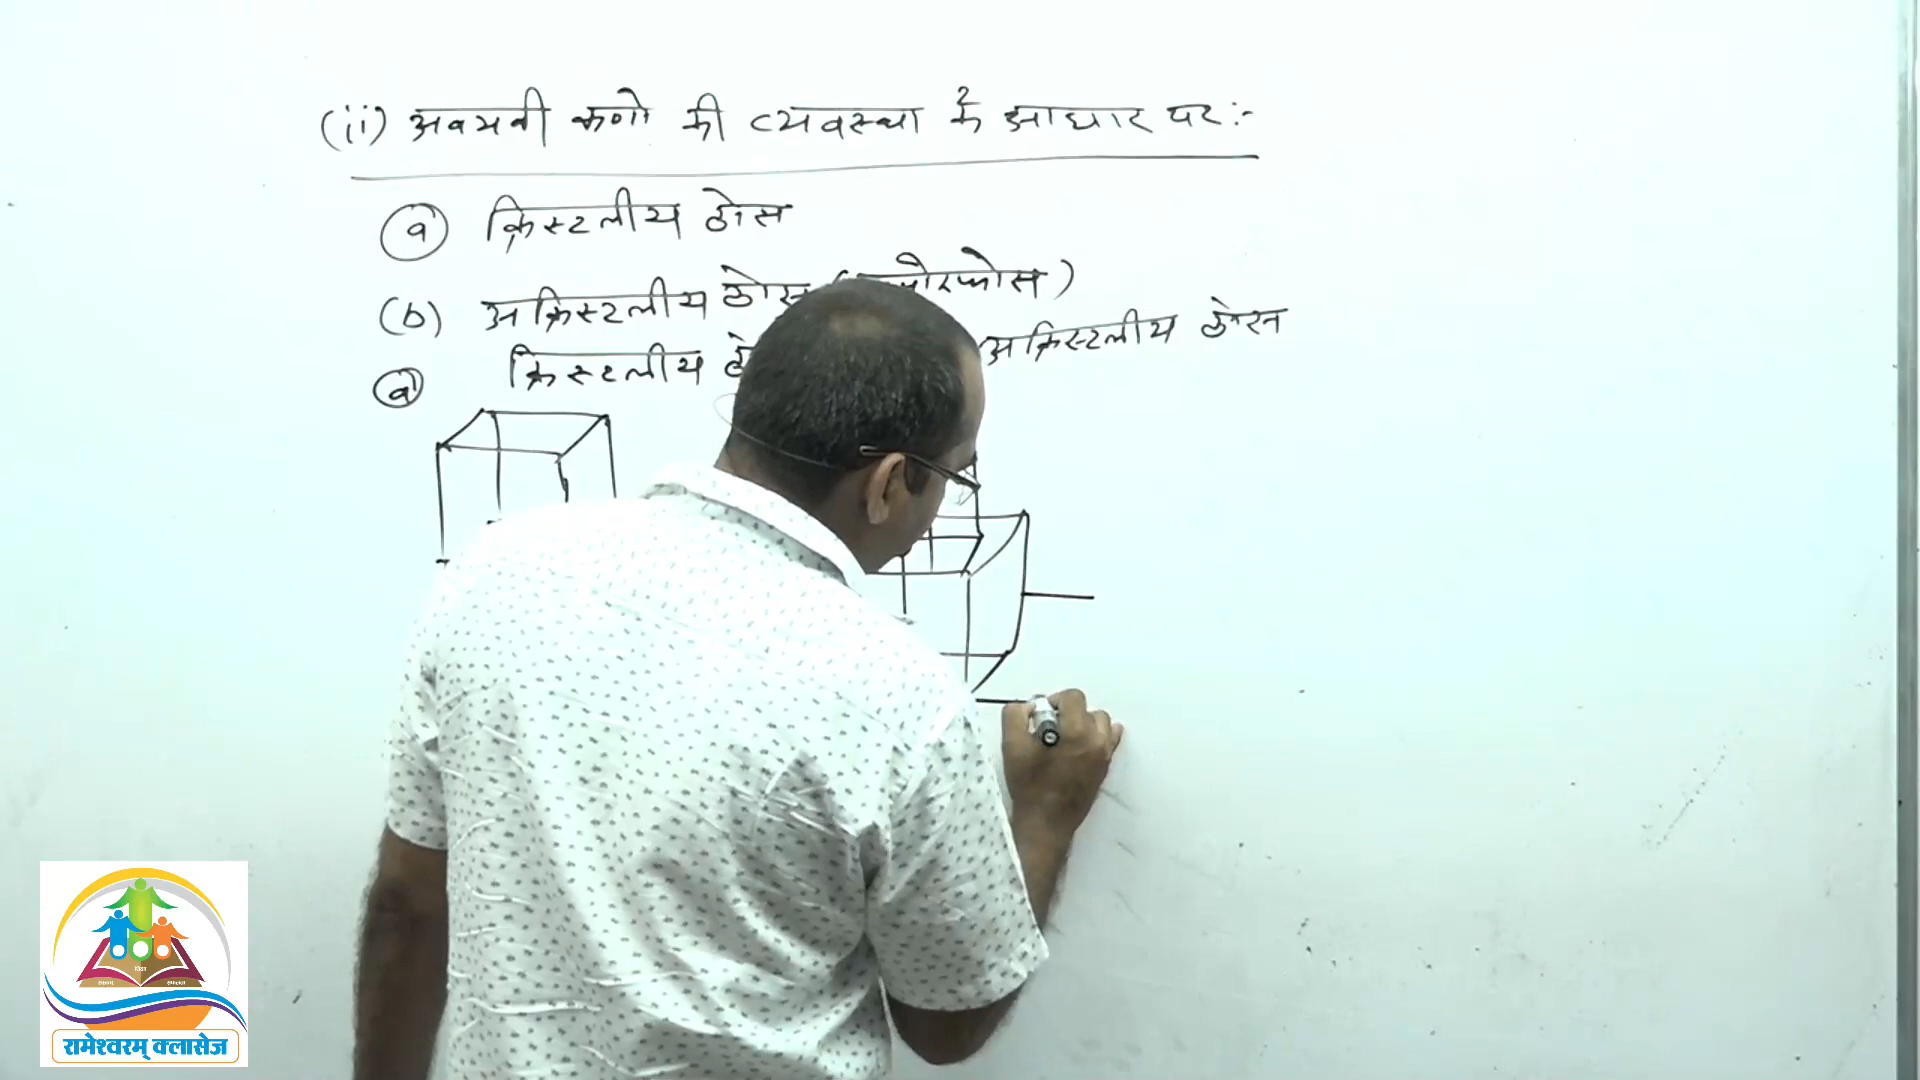 (ii) अवयवी कणो की व्यवस्था के आधार पर :-
(a) क्रिस्टलीय ठोस
(b) अक्रिस्टलीय ठोस
(a) क्रिस्टलीय अक्रिस्टलीय ठोस
रामेश्वरम् क्लासेज